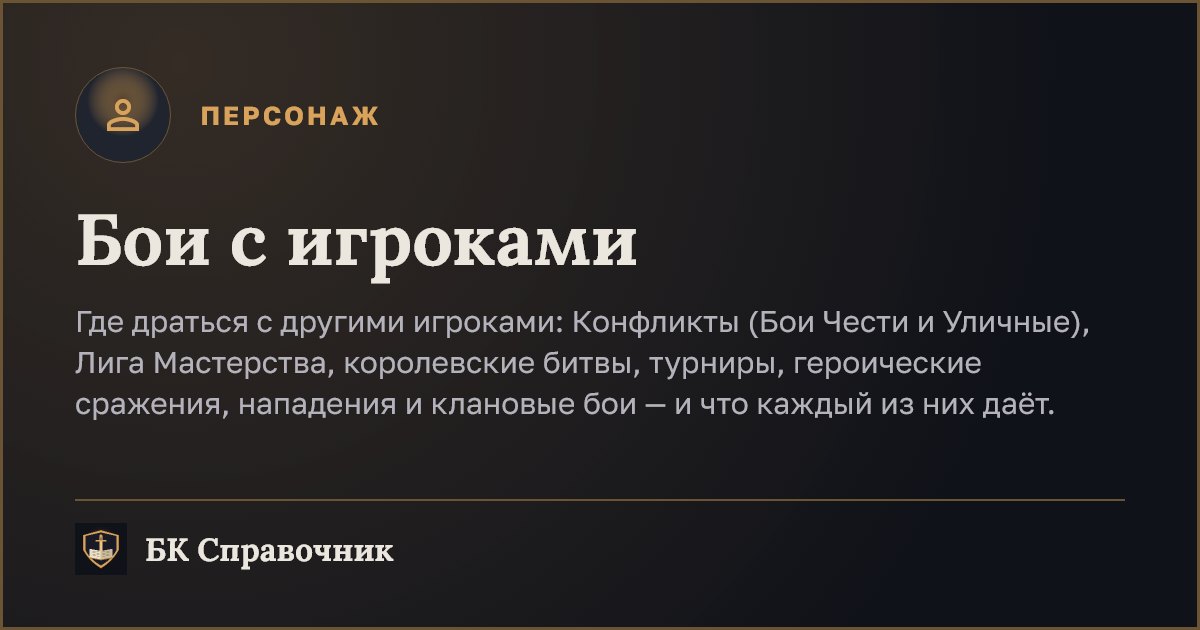 ПЕРСОНАЖ
Бои с игроками
Где драться с другими игроками: Конфликты (Бои Чести и Уличные),
Лига Мастерства, королевские битвы, турниры, героические
сражения, нападения и клановые бои — и что каждый из них даёт.
БК Справочник